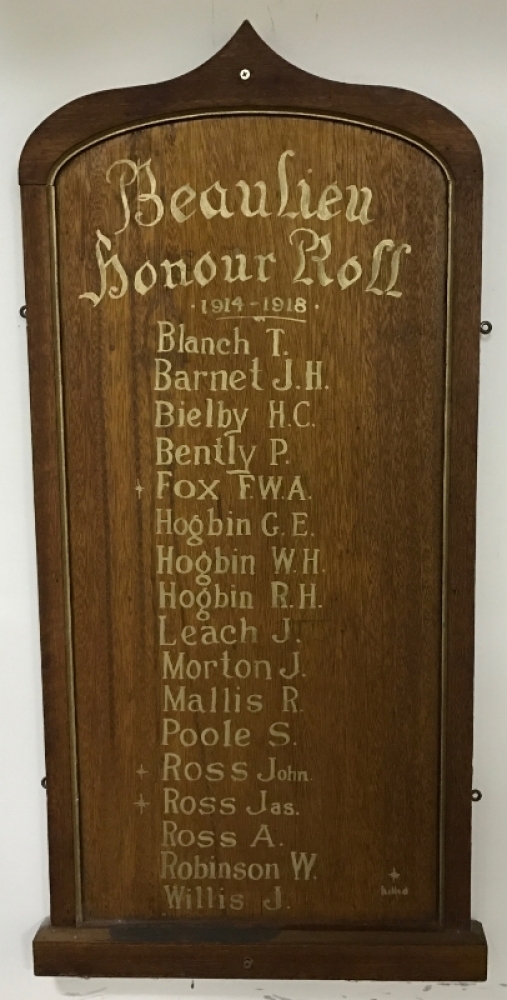 Beaulieu
Honour Roll
·1914-1918·
Blanch T.
Barnet J.H.
Bielby H.C.
Bently P.
+ Fox F.W.A.
Hogbin G.E.
Hogbin W.H.
Hogbin R.H.
Leach J.
Morton J.
Mallis R.
Poole S.
+ Ross John.
+ Ross Jas.
Ross A.
Robinson W.
Willis J.
+
Killed